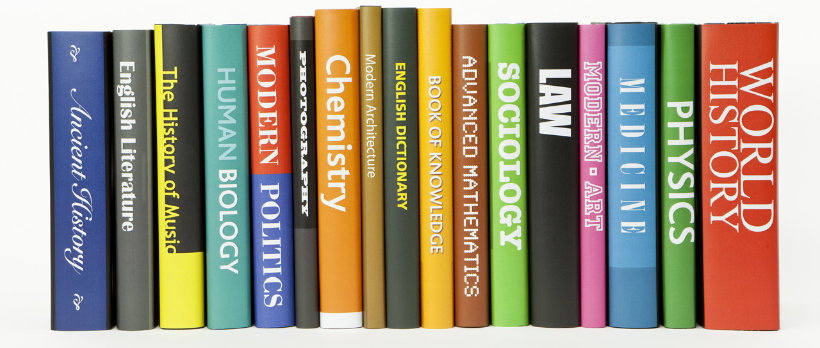 Ancient History
English Literature
The History of Music
HUMAN BIOLOGY
MODERN POLITICS
PHOTOGRAPHY
Chemistry
Modern Architecture
ENGLISH DICTIONARY
BOOK OF KNOWLEDGE
ADVANCED MATHEMATICS
SOCIOLOGY
LAW
MODERN · ART
MEDICINE
PHYSICS
WORLD
HISTORY